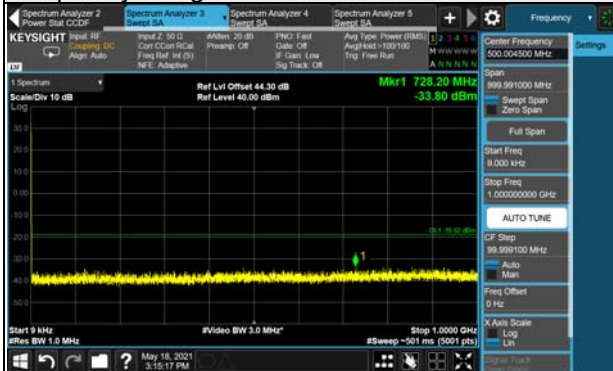 Spectrum Analyzer 2
Power Stat CCDF
Spectrum Analyzer 3
Swept SA
Spectrum Analyzer 4
Swept SA
Spectrum Analyzer 5
Swept SA
Frequency
KEYSIGHT
Input: RF
Coupling: DC
Align: Auto
Input Z: 50 Ω
Corr CCorr RCal
Freq Ref: Int (S)
NFE: Adaptive
#Atten: 20 dB
Preamp: Off
PNO: Fast
Gate: Off
IF Gain: Low
Sig Track: Off
Avg Type: Power (RMS)
Avg|Hold:>100/100
Trig: Free Run
1 2 3 4 5 6
M W W W W W
A N N N N N
Center Frequency
500.004500 MHz
Settings
Span
999.991000 MHz
Swept Span
Zero Span
Full Span
Start Freq
9.000 kHz
Stop Freq
1.000000000 GHz
AUTO TUNE
CF Step
99.999100 MHz
Auto
Man
Freq Offset
0 Hz
X Axis Scale
Log
Lin
Signal Track
LXI
1 Spectrum
Scale/Div 10 dB
Log
Ref Lvl Offset 44.30 dB
Ref Level 40.00 dBm
Mkr1 728.20 MHz
-33.80 dBm
30.0
20.0
10.0
0.00
-10.0
-20.0
-30.0
-40.0
-50.0
1
Start 9 kHz
#Res BW 1.0 MHz
#Video BW 3.0 MHz*
Stop 1.0000 GHz
#Sweep ~501 ms (5001 pts)
?
May 18, 2021
3:15:17 PM